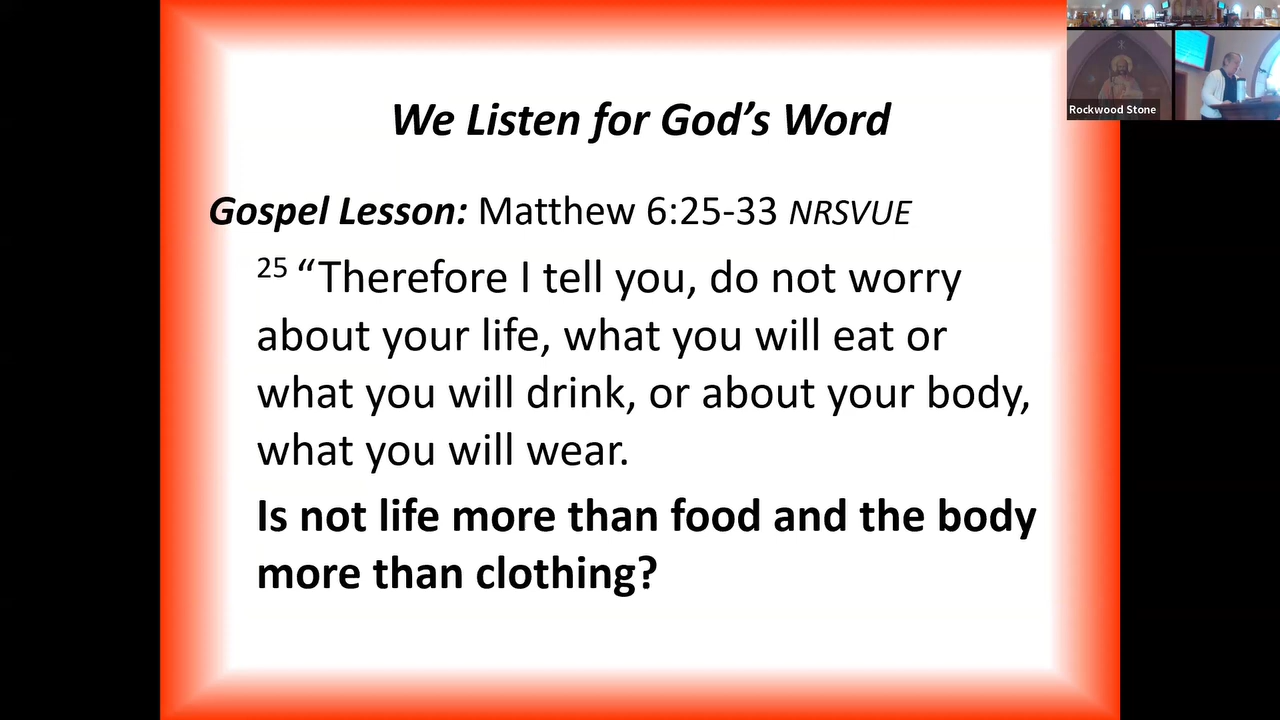 We Listen for God's Word
Gospel Lesson: Matthew 6:25-33 NRSVUE
25 “Therefore I tell you, do not worry
about your life, what you will eat or
what you will drink, or about your body,
what you will wear.
Is not life more than food and the body
more than clothing?
Rockwood Stone